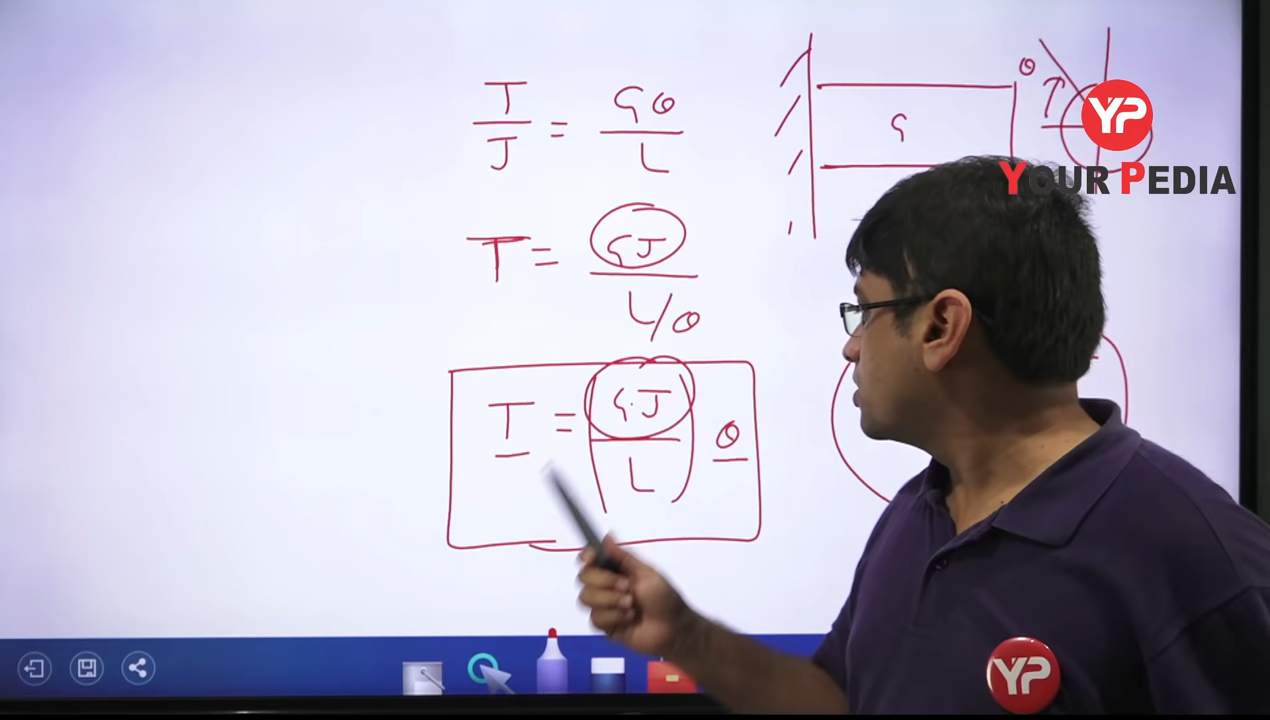 T/J = Gθ/L
θ
G
YP
YOUR PEDIA
T = GJ/L/θ
T = (G.J/L) θ
YP